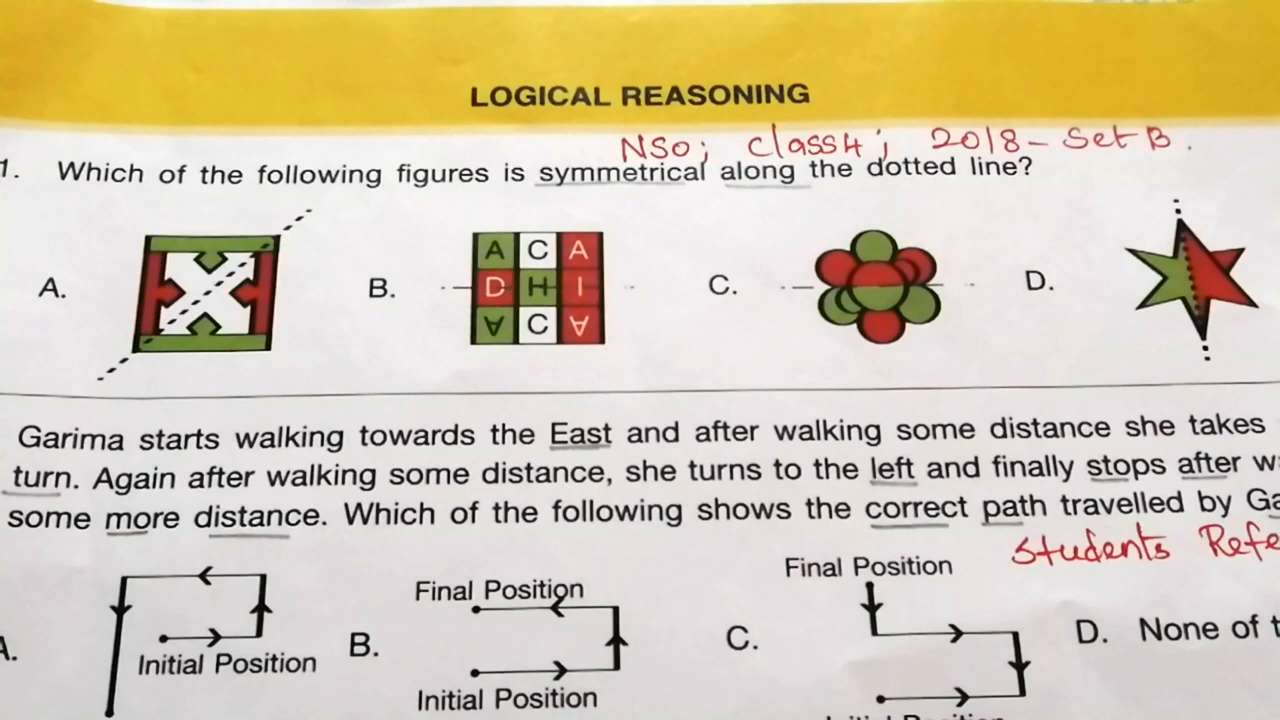 LOGICAL REASONING
NSO; Class 4; 2018 - Set B.
1. Which of the following figures is symmetrical along the dotted line?
A. B. C. D.
A C A
D H I
∀ C ∀
Garima starts walking towards the East and after walking some distance she takes
turn. Again after walking some distance, she turns to the left and finally stops after
some more distance. Which of the following shows the correct path travelled by
Students
Final Position
Final Position
A. B. C. D. None of
Initial Position
Initial Position